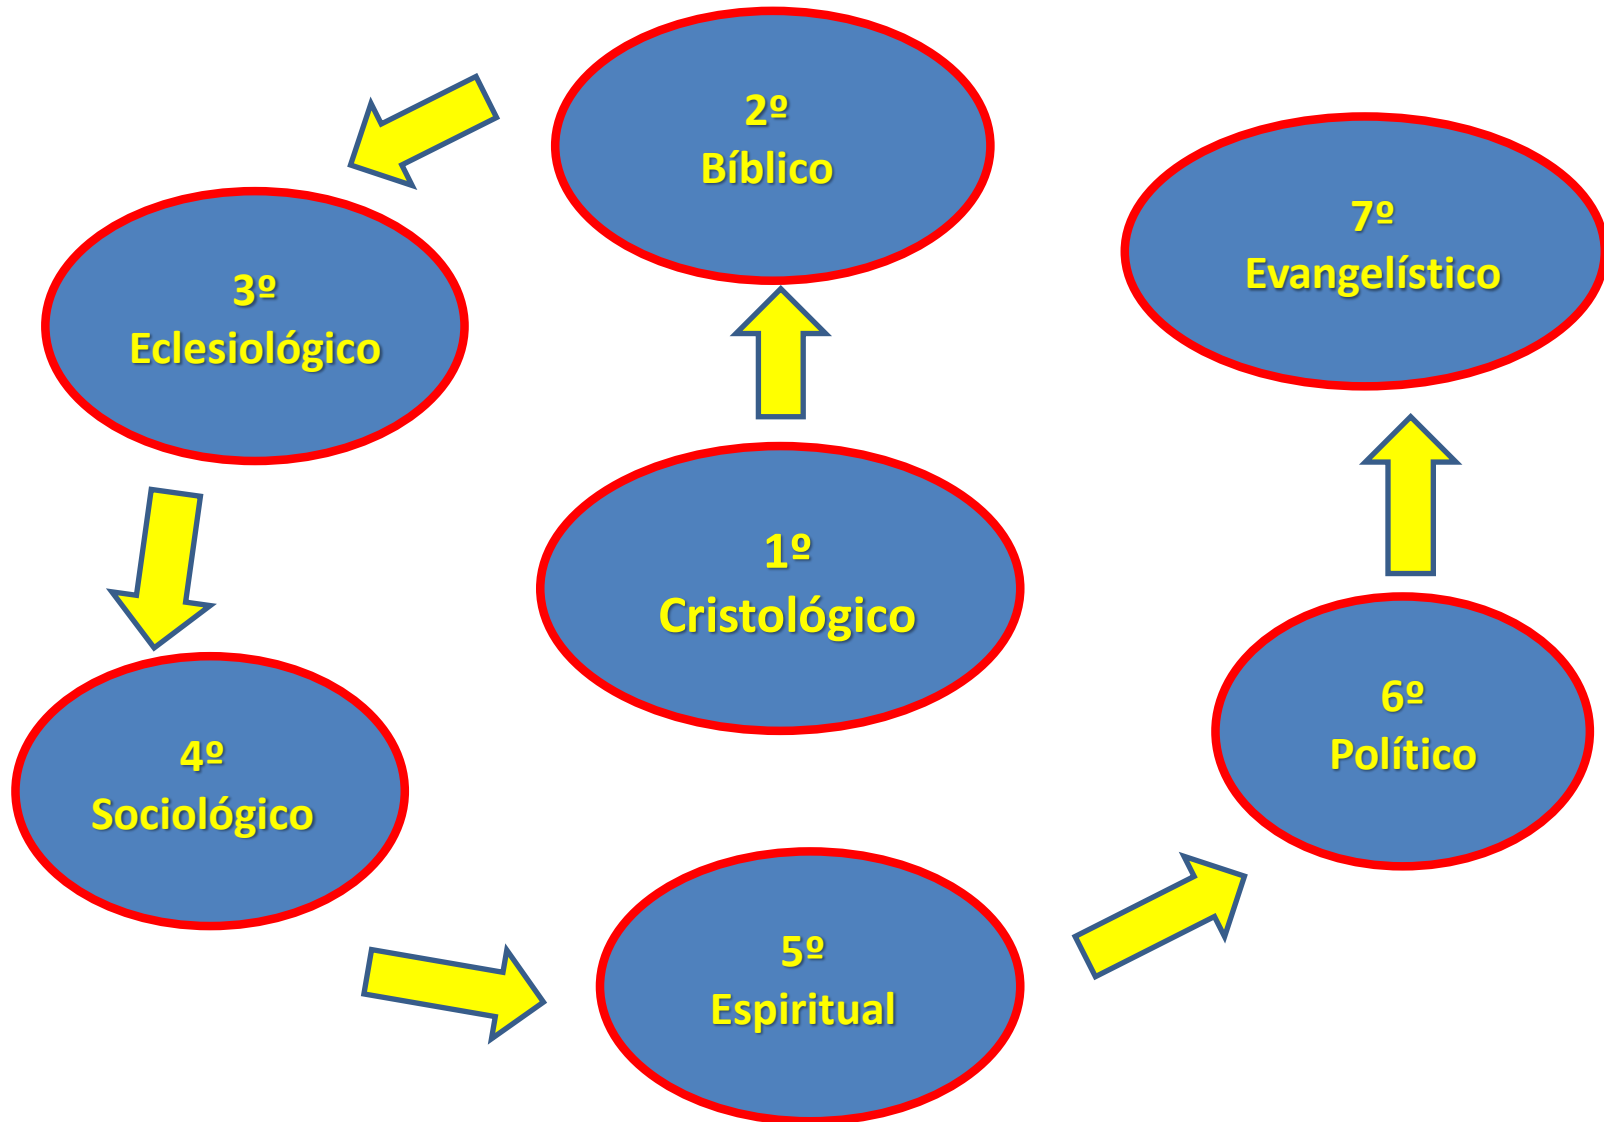 1º
Cristológico
2º
Bíblico
3º
Eclesiológico
4º
Sociológico
5º
Espiritual
6º
Político
7º
Evangelístico